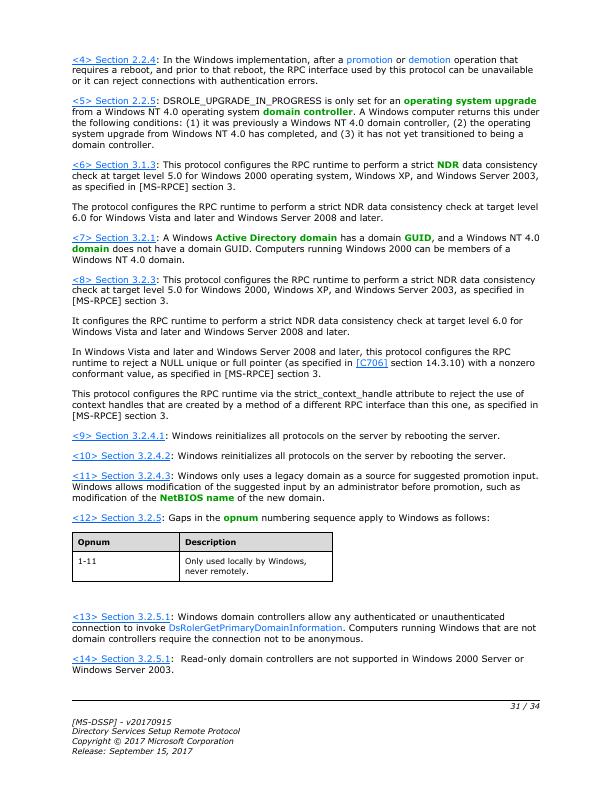 <4> Section 2.2.4: In the Windows implementation, after a promotion or demotion operation that
requires a reboot, and prior to that reboot, the RPC interface used by this protocol can be unavailable
or it can reject connections with authentication errors.
<5> Section 2.2.5: DSROLE_UPGRADE_IN_PROGRESS is only set for an operating system upgrade
from a Windows NT 4.0 operating system domain controller. A Windows computer returns this under
the following conditions: (1) it was previously a Windows NT 4.0 domain controller, (2) the operating
system upgrade from Windows NT 4.0 has completed, and (3) it has not yet transitioned to being a
domain controller.
<6> Section 3.1.3: This protocol configures the RPC runtime to perform a strict NDR data consistency
check at target level 5.0 for Windows 2000 operating system, Windows XP, and Windows Server 2003,
as specified in [MS-RPCE] section 3.
The protocol configures the RPC runtime to perform a strict NDR data consistency check at target level
6.0 for Windows Vista and later and Windows Server 2008 and later.
<7> Section 3.2.1: A Windows Active Directory domain has a domain GUID, and a Windows NT 4.0
domain does not have a domain GUID. Computers running Windows 2000 can be members of a
Windows NT 4.0 domain.
<8> Section 3.2.3: This protocol configures the RPC runtime to perform a strict NDR data consistency
check at target level 5.0 for Windows 2000, Windows XP, and Windows Server 2003, as specified in
[MS-RPCE] section 3.
It configures the RPC runtime to perform a strict NDR data consistency check at target level 6.0 for
Windows Vista and later and Windows Server 2008 and later.
In Windows Vista and later and Windows Server 2008 and later, this protocol configures the RPC
runtime to reject a NULL unique or full pointer (as specified in [C706] section 14.3.10) with a nonzero
conformant value, as specified in [MS-RPCE] section 3.
This protocol configures the RPC runtime via the strict_context_handle attribute to reject the use of
context handles that are created by a method of a different RPC interface than this one, as specified in
[MS-RPCE] section 3.
<9> Section 3.2.4.1: Windows reinitializes all protocols on the server by rebooting the server.
<10> Section 3.2.4.2: Windows reinitializes all protocols on the server by rebooting the server.
<11> Section 3.2.4.3: Windows only uses a legacy domain as a source for suggested promotion input.
Windows allows modification of the suggested input by an administrator before promotion, such as
modification of the NetBIOS name of the new domain.
<12> Section 3.2.5: Gaps in the opnum numbering sequence apply to Windows as follows:
Opnum Description
1-11 Only used locally by Windows,
never remotely.
<13> Section 3.2.5.1: Windows domain controllers allow any authenticated or unauthenticated
connection to invoke DsRolerGetPrimaryDomainInformation. Computers running Windows that are not
domain controllers require the connection not to be anonymous.
<14> Section 3.2.5.1: Read-only domain controllers are not supported in Windows 2000 Server or
Windows Server 2003.
31 / 34
[MS-DSSP] - v20170915
Directory Services Setup Remote Protocol
Copyright © 2017 Microsoft Corporation
Release: September 15, 2017